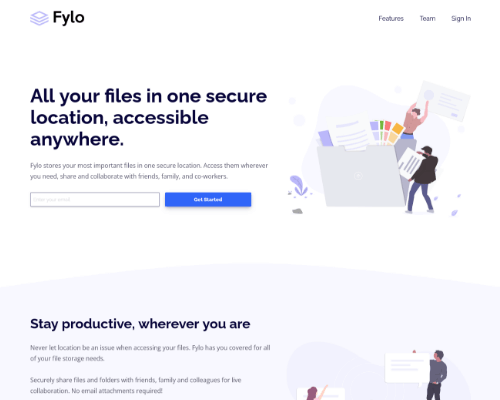 Fylo
Features Team Sign In
All your files in one secure
location, accessible
anywhere.
Fylo stores your most important files in one secure location. Access them wherever
you need, share and collaborate with friends, family, and co-workers.
Enter your email
Get Started
Stay productive, wherever you are
Never let location be an issue when accessing your files. Fylo has you covered for all
of your file storage needs.
Securely share files and folders with friends, family and colleagues for live
collaboration. No email attachments required!